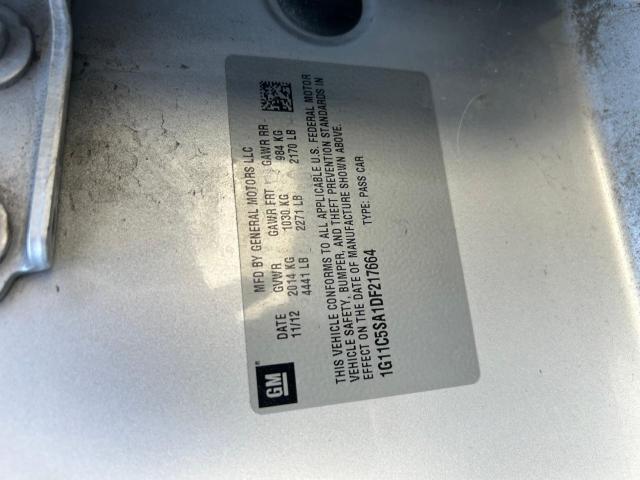 GM
MFD BY GENERAL MOTORS LLC
DATE GVWR GAWR FRT GAWR RR
11/12 2014 KG 1030 KG 984 KG
4441 LB 2271 LB 2170 LB
THIS VEHICLE CONFORMS TO ALL APPLICABLE U.S. FEDERAL MOTOR
VEHICLE SAFETY, BUMPER, AND THEFT PREVENTION STANDARDS IN
EFFECT ON THE DATE OF MANUFACTURE SHOWN ABOVE.
1G11C5SA1DF217664 TYPE: PASS CAR